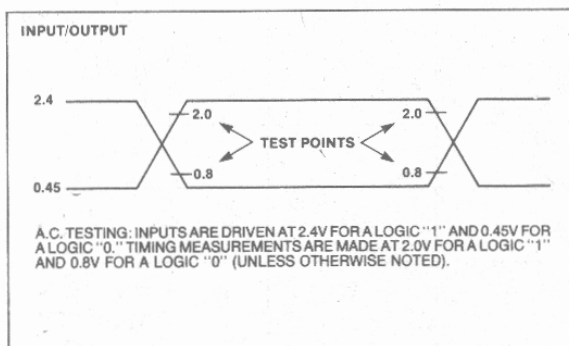 INPUT/OUTPUT
2.4
2.0
2.0
TEST POINTS
0.8
0.8
0.45
A.C. TESTING: INPUTS ARE DRIVEN AT 2.4V FOR A LOGIC "1" AND 0.45V FOR
A LOGIC "0." TIMING MEASUREMENTS ARE MADE AT 2.0V FOR A LOGIC "1"
AND 0.8V FOR A LOGIC "0" (UNLESS OTHERWISE NOTED).